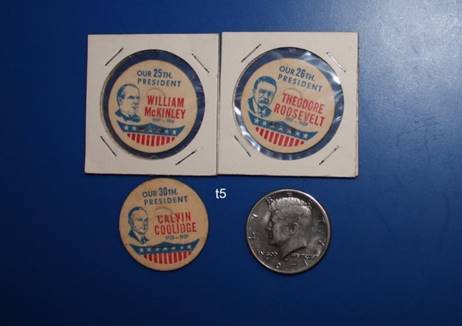 OUR 25TH.
PRESIDENT
WILLIAM
McKINLEY
OUR 26TH.
PRESIDENT
THEODORE
ROOSEVELT
OUR 30TH.
PRESIDENT
CALVIN
COOLIDGE
t5